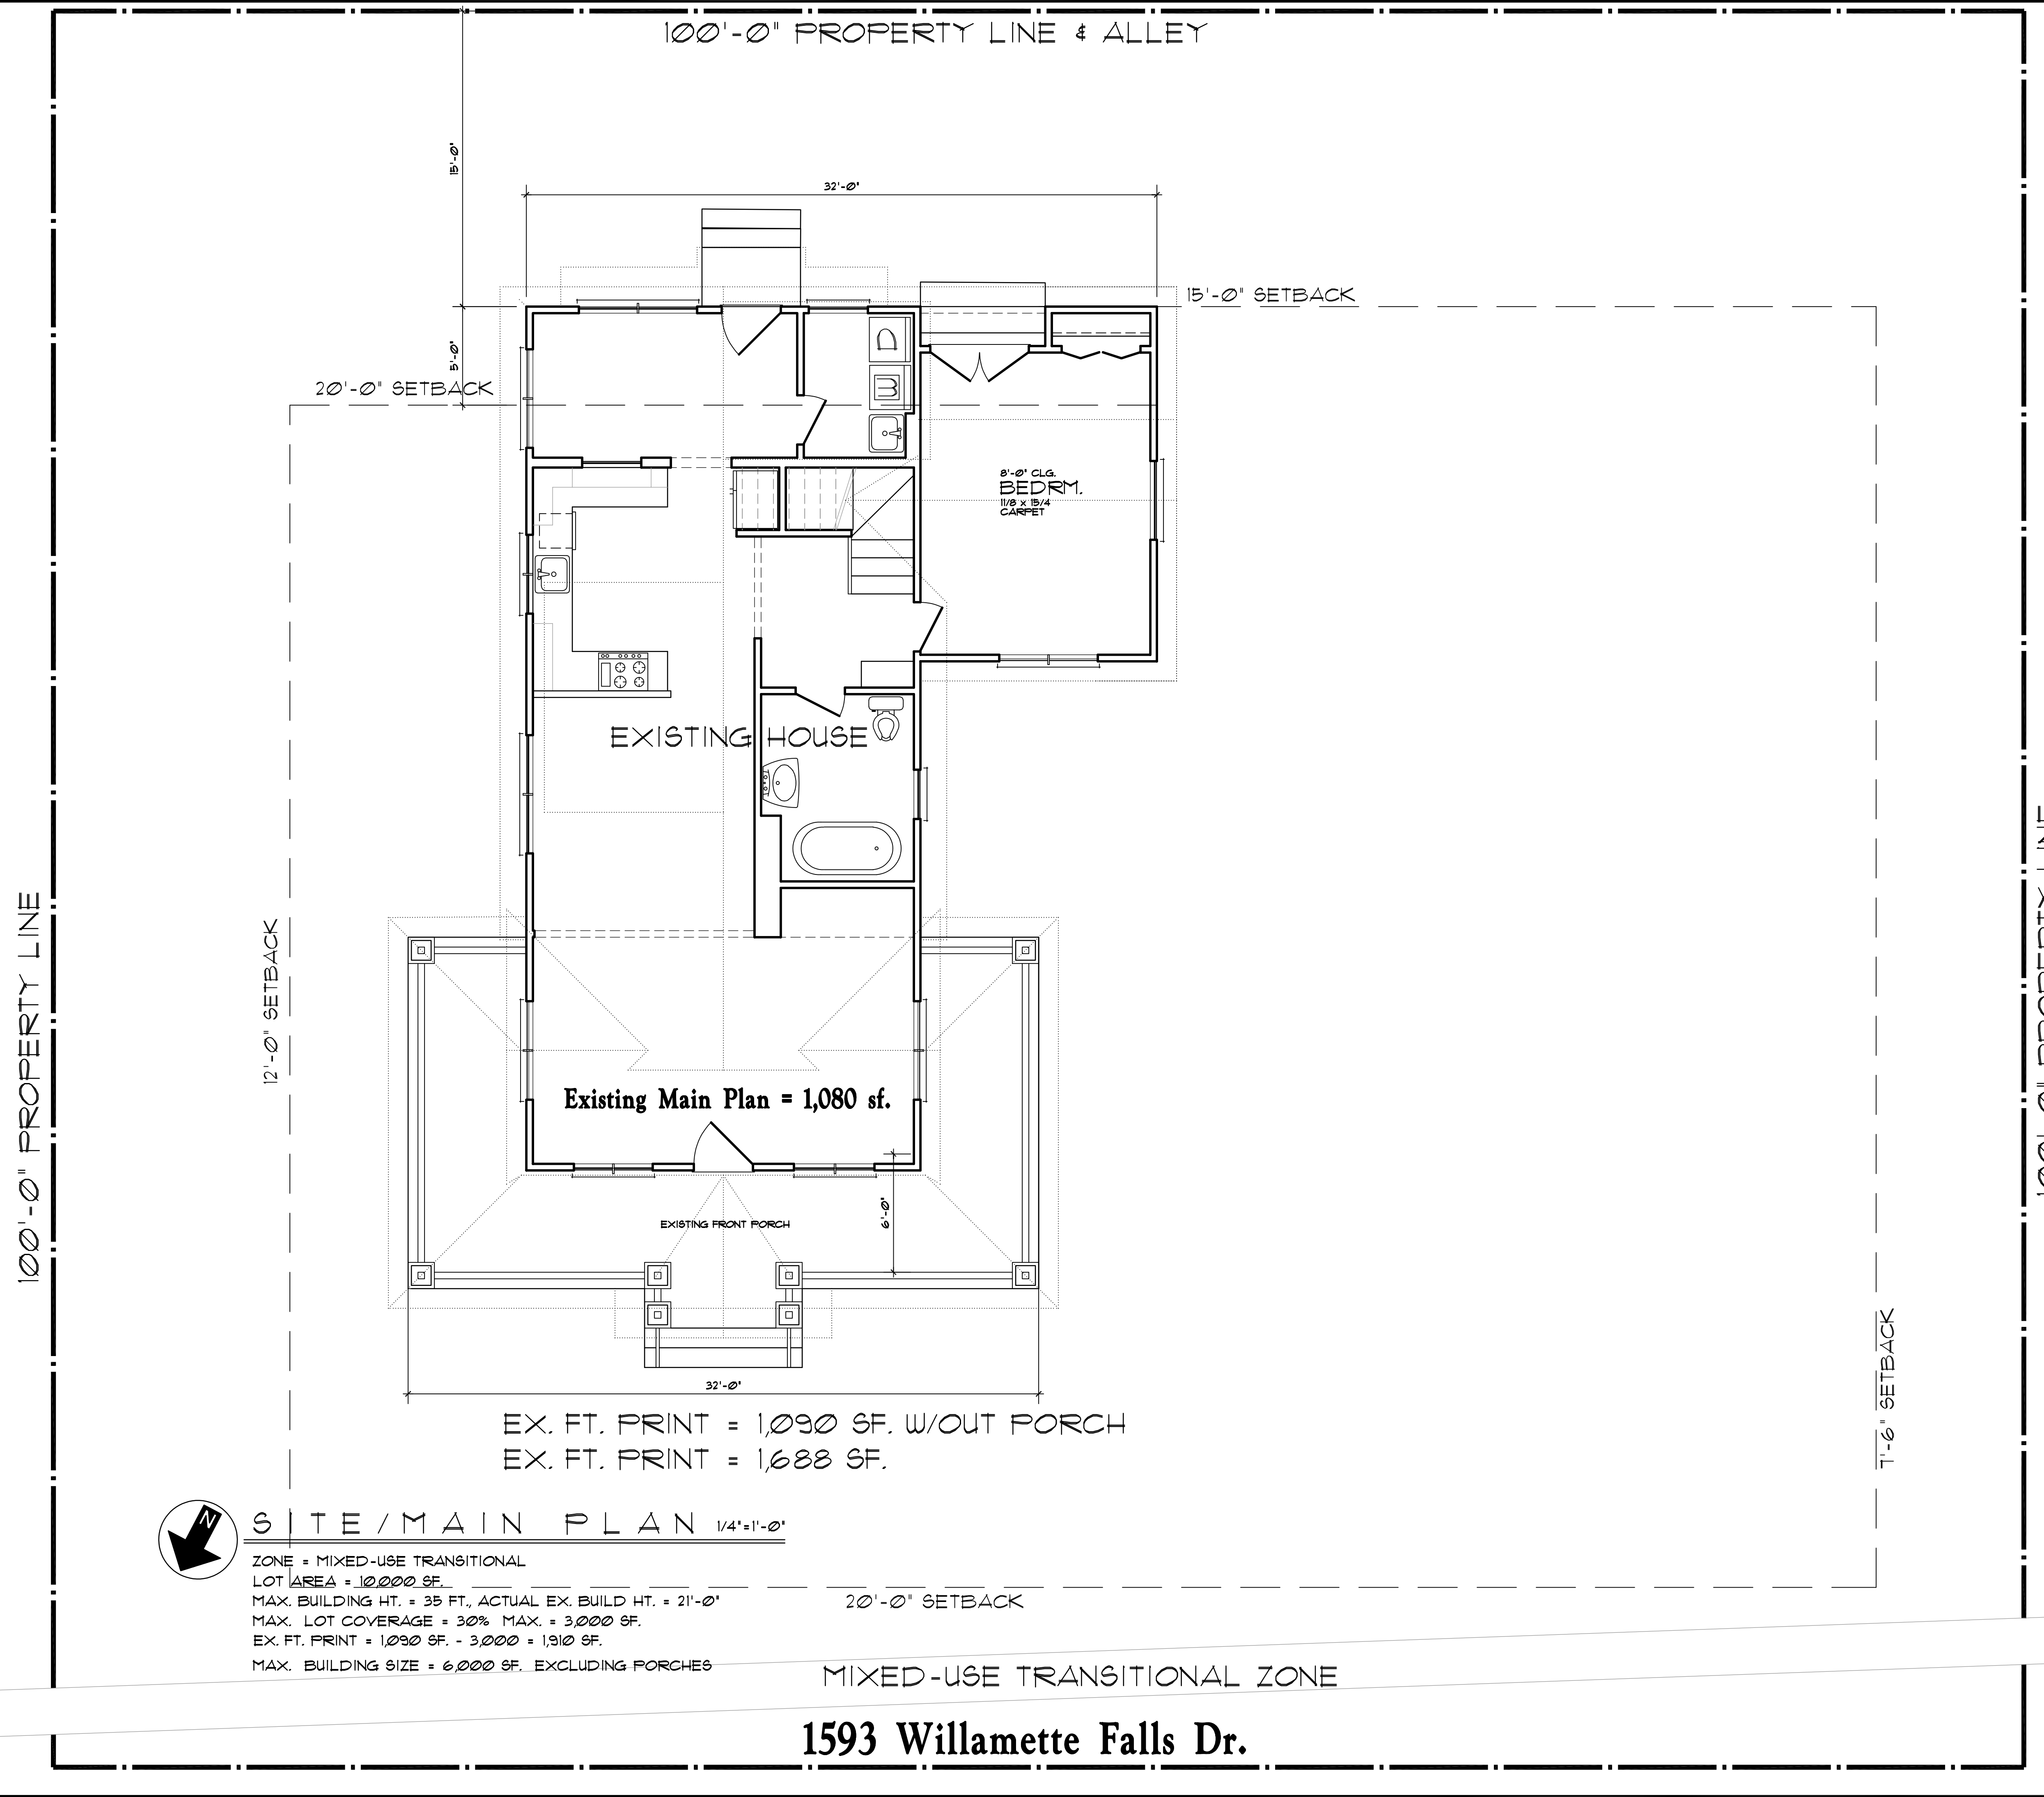 100'-0" PROPERTY LINE & ALLEY
15'-0"
32'-0"
15'-0" SETBACK
5'-0"
20'-0" SETBACK
8'-0" CLG.
BEDRM.
11/8 x 15/4
CARPET
EXISTING HOUSE
100'-0" PROPERTY LINE
12'-0" SETBACK
Existing Main Plan = 1,080 sf.
EXISTING FRONT PORCH
6'-0"
32'-0"
7'-6" SETBACK
EX. FT. PRINT = 1,090 SF. W/OUT PORCH
EX. FT. PRINT = 1,688 SF.
N
SITE/MAIN PLAN 1/4"=1'-0"
ZONE = MIXED-USE TRANSITIONAL
LOT AREA = 10,000 SF.
MAX. BUILDING HT. = 35 FT., ACTUAL EX. BUILD HT. = 21'-0"
MAX. LOT COVERAGE = 30% MAX. = 3,000 SF.
EX. FT. PRINT = 1,090 SF. - 3,000 = 1,910 SF.
MAX. BUILDING SIZE = 6,000 SF. EXCLUDING PORCHES
20'-0" SETBACK
MIXED-USE TRANSITIONAL ZONE
1593 Willamette Falls Dr.